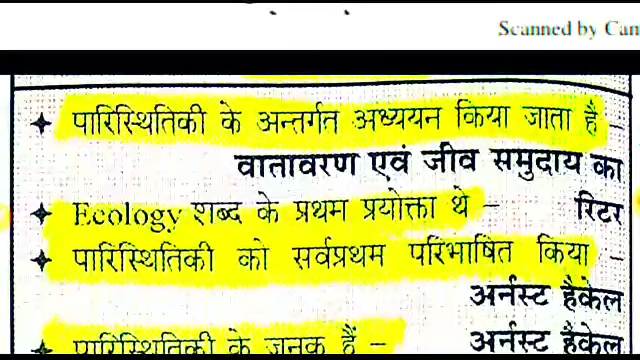 Scanned by Cam
✦ पारिस्थितिकी के अन्तर्गत अध्ययन किया जाता है –
वातावरण एवं जीव समुदाय का
✦ Ecology शब्द के प्रथम प्रयोक्ता थे – रिटर
✦ पारिस्थितिकी को सर्वप्रथम परिभाषित किया –
अर्नस्ट हैकेल
✦ पारिस्थितिकी के जनक हैं – अर्नस्ट हैकेल